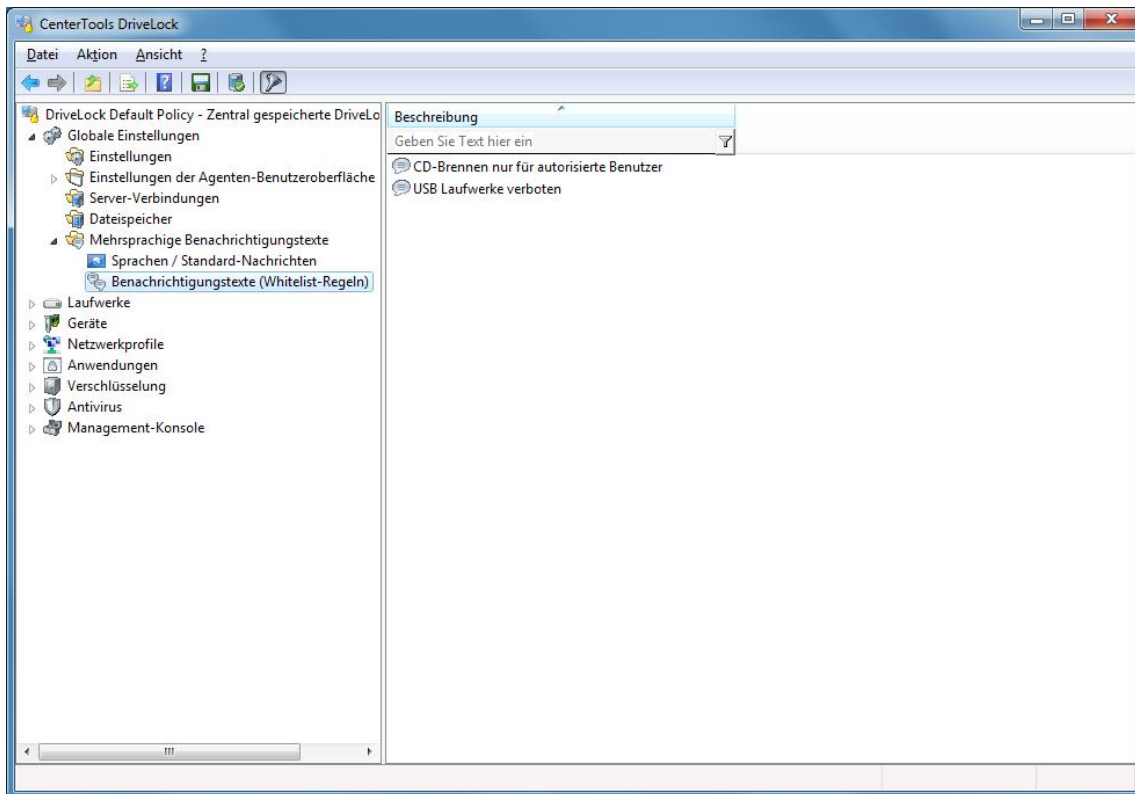 CenterTools DriveLock
Datei Aktion Ansicht ?
DriveLock Default Policy - Zentral gespeicherte DriveLo
Globale Einstellungen
Einstellungen
Einstellungen der Agenten-Benutzeroberfläche
Server-Verbindungen
Dateispeicher
Mehrsprachige Benachrichtigungstexte
Sprachen / Standard-Nachrichten
Benachrichtigungstexte (Whitelist-Regeln)
Laufwerke
Geräte
Netzwerkprofile
Anwendungen
Verschlüsselung
Antivirus
Management-Konsole
Beschreibung
Geben Sie Text hier ein
CD-Brennen nur für autorisierte Benutzer
USB Laufwerke verboten